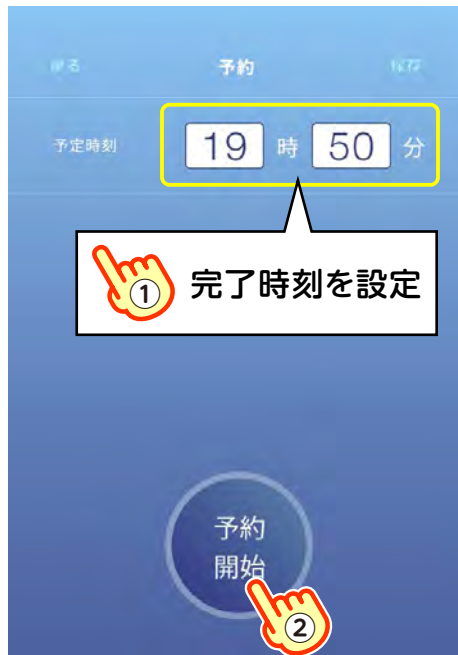 戻る 予約 保存
予定時刻 19 時 50 分
① 完了時刻を設定
予約
開始
②